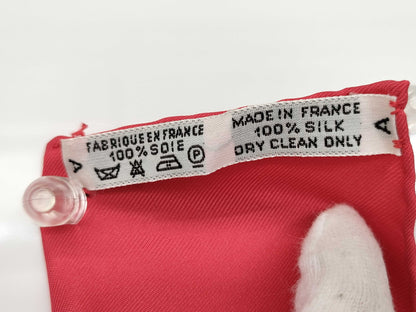 A
FABRIQUE EN FRANCE
100% SOIE
P
MADE IN FRANCE
100% SILK
DRY CLEAN ONLY
A